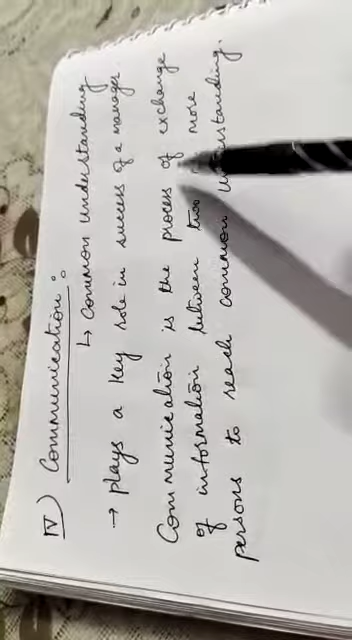 IV) Communication :
↳ Common understanding
→ plays a key role in success of a manager
Communication is the process of exchange
of information between two more
persons to reach common understanding.